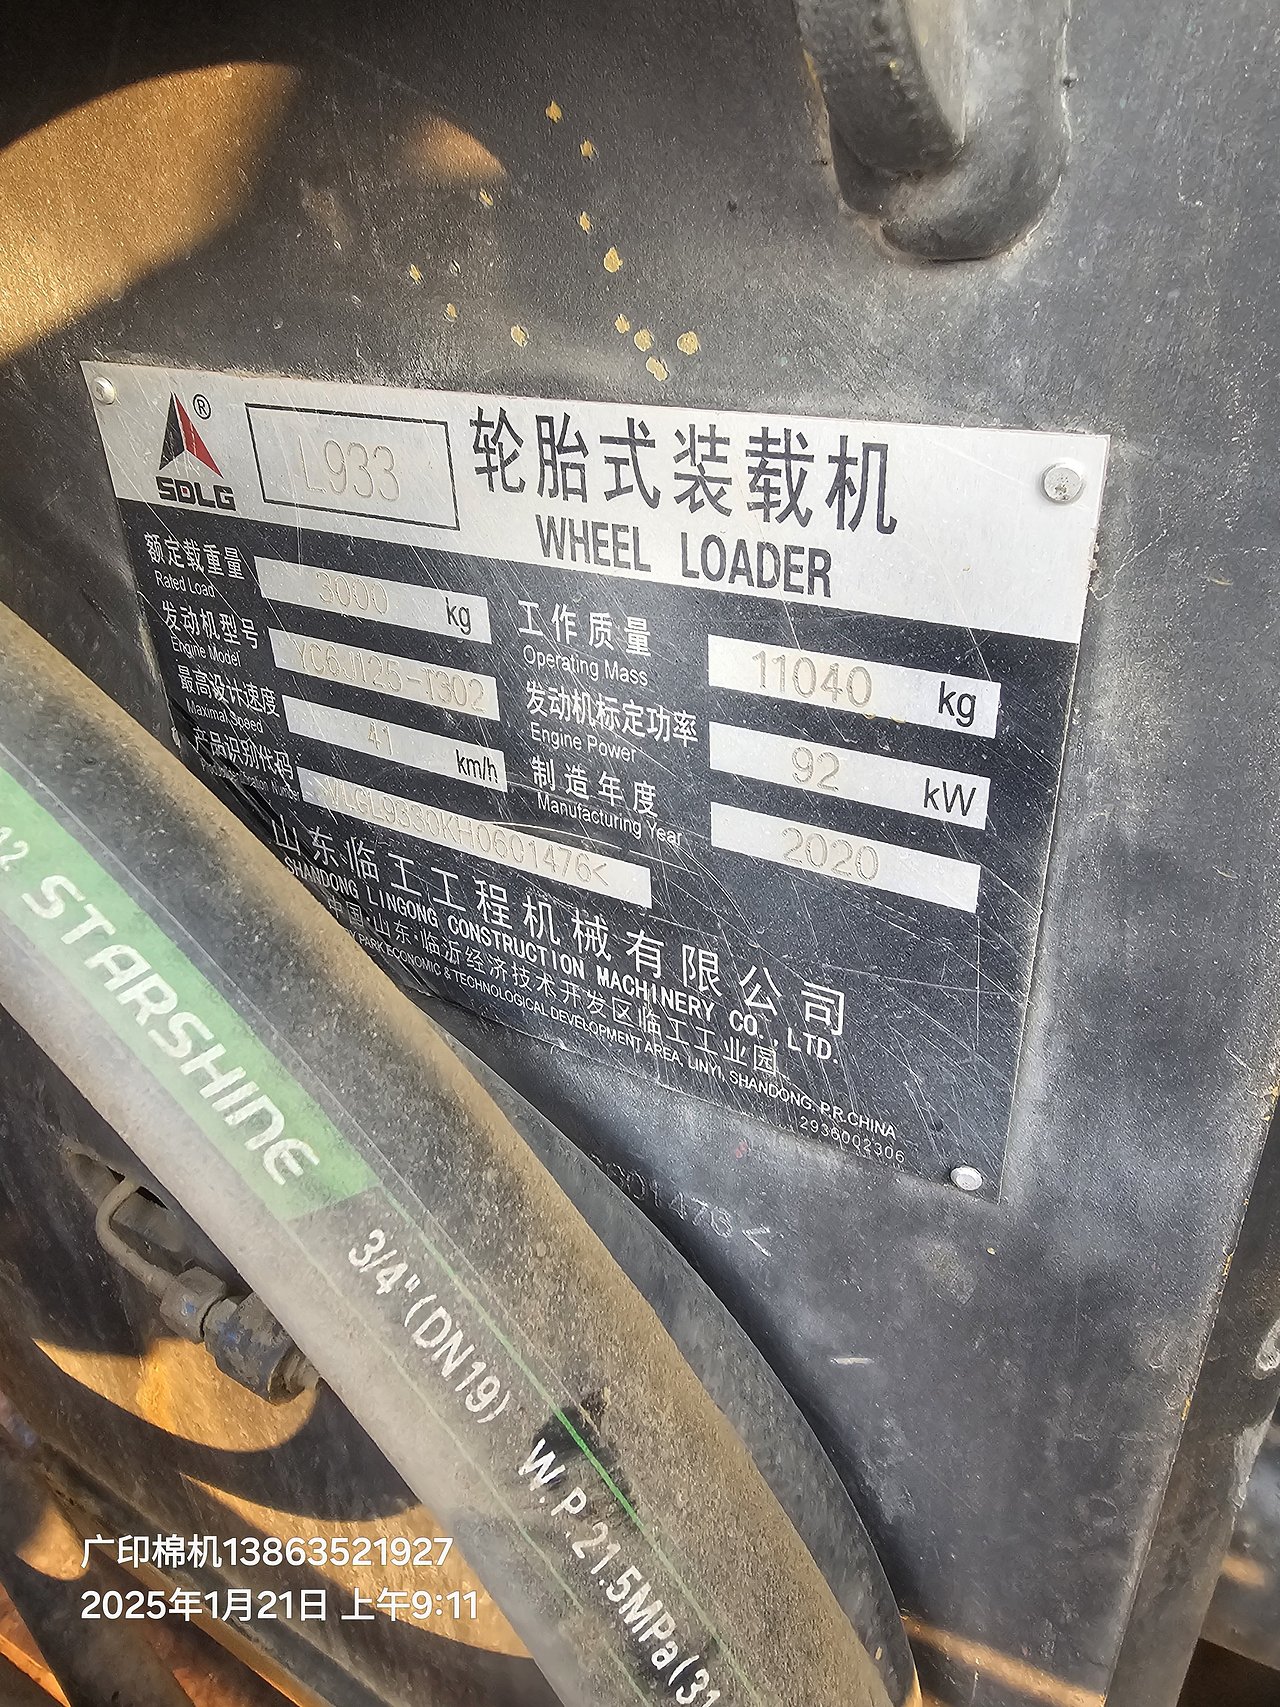 ®
SDLG
L933
轮胎式装载机
WHEEL LOADER
额定载重量
Rated Load
3000 kg
工作质量
Operating Mass
11040 kg
发动机型号
Engine Model
YC6J125-T302
发动机标定功率
Engine Power
92 kW
最高设计速度
Maximal Speed
41 km/h
制造年度
Manufacturing Year
2020
产品识别代码
Number
LGL9330KH0601476<
山东临工工程机械有限公司
SHANDONG LINGONG CONSTRUCTION MACHINERY CO.,LTD.
中国·山东·临沂经济技术开发区临工工业园
PARK ECONOMIC & TECHNOLOGICAL DEVELOPMENT AREA, LINYI, SHANDONG, P.R.CHINA
2936002306
601476<
STARSHINE
3/4"(DN19)
W.P.21.5MPa(31
广印棉机13863521927
2025年1月21日 上午9:11